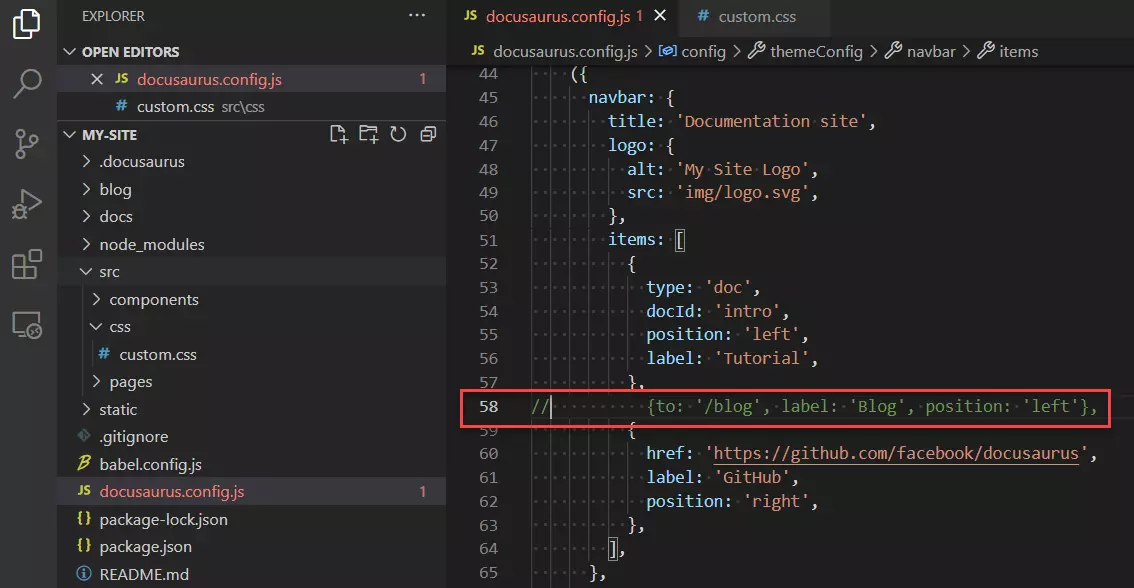 EXPLORER
OPEN EDITORS
JS docusaurus.config.js 1
# custom.css src\css
MY-SITE
.docusaurus
blog
docs
node_modules
src
components
css
# custom.css
pages
static
.gitignore
babel.config.js
JS docusaurus.config.js 1
{} package-lock.json
{} package.json
README.md
JS docusaurus.config.js 1
# custom.css
JS docusaurus.config.js > config > themeConfig > navbar > items
44 ({
45 navbar: {
46 title: 'Documentation site',
47 logo: {
48 alt: 'My Site Logo',
49 src: 'img/logo.svg',
50 },
51 items: [
52 {
53 type: 'doc',
54 docId: 'intro',
55 position: 'left',
56 label: 'Tutorial',
57 },
58 // {to: '/blog', label: 'Blog', position: 'left'},
59 {
60 href: 'https://github.com/facebook/docusaurus',
61 label: 'GitHub',
62 position: 'right',
63 },
64 ],
65 },